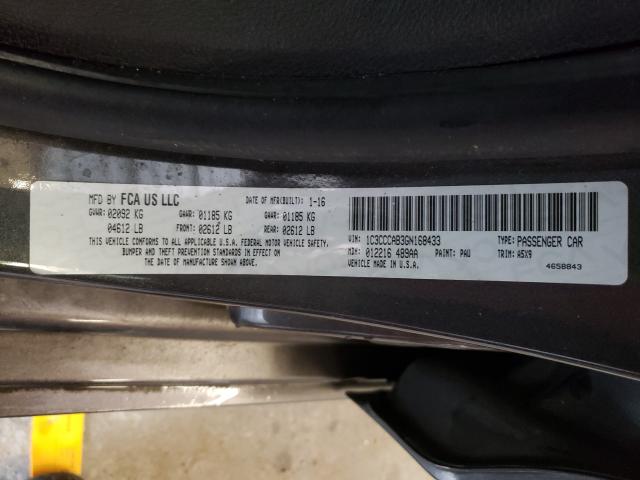 MFD BY FCA US LLC DATE OF MFR(BUILT): 1-16
GVWR: 02092 KG GAWR: 01185 KG GAWR: 01185 KG
04612 LB FRONT: 02612 LB REAR: 02612 LB
THIS VEHICLE CONFORMS TO ALL APPLICABLE U.S.A. FEDERAL MOTOR VEHICLE SAFETY,
BUMPER AND THEFT PREVENTION STANDARDS IN EFFECT ON
THE DATE OF MANUFACTURE SHOWN ABOVE.
VIN: 1C3CCCAB3GN168433 TYPE: PASSENGER CAR
MDH: 012216 489AA PAINT: PAU TRIM: A5X9
VEHICLE MADE IN U.S.A. 4658843